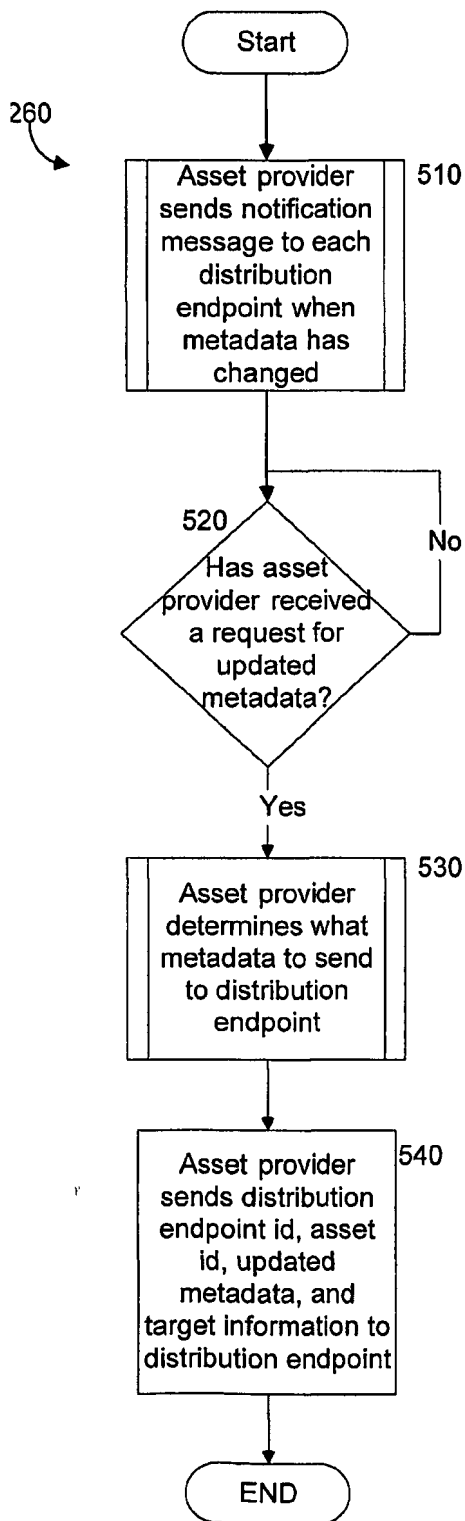 Start
260
Asset provider
sends notification
message to each
distribution
endpoint when
metadata has
changed
510
520
No
Has asset
provider received
a request for
updated
metadata?
Yes
530
Asset provider
determines what
metadata to send
to distribution
endpoint
540
Asset provider
sends distribution
endpoint id, asset
id, updated
metadata, and
target information to
distribution endpoint
END